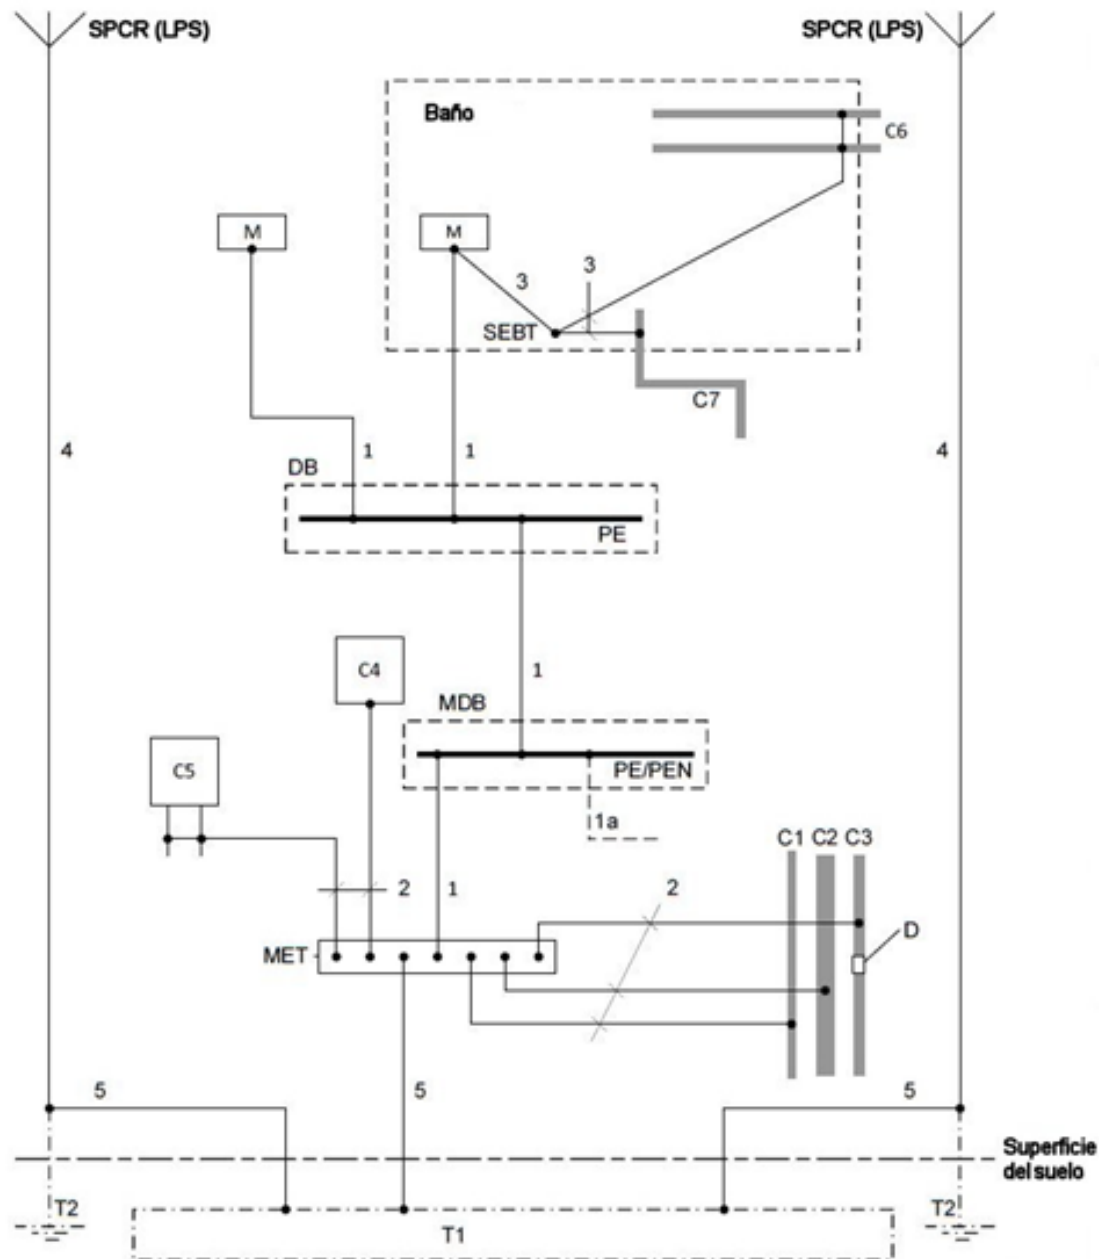 SPCR (LPS)
SPCR (LPS)
Baño
C6
M
M
3
3
SEBT
C7
4
1
1
4
DB
PE
C4
1
MDB
C5
PE/PEN
1a
C1 C2 C3
2
1
2
MET
D
5
5
5
Superficie
del suelo
T2
T2
T1